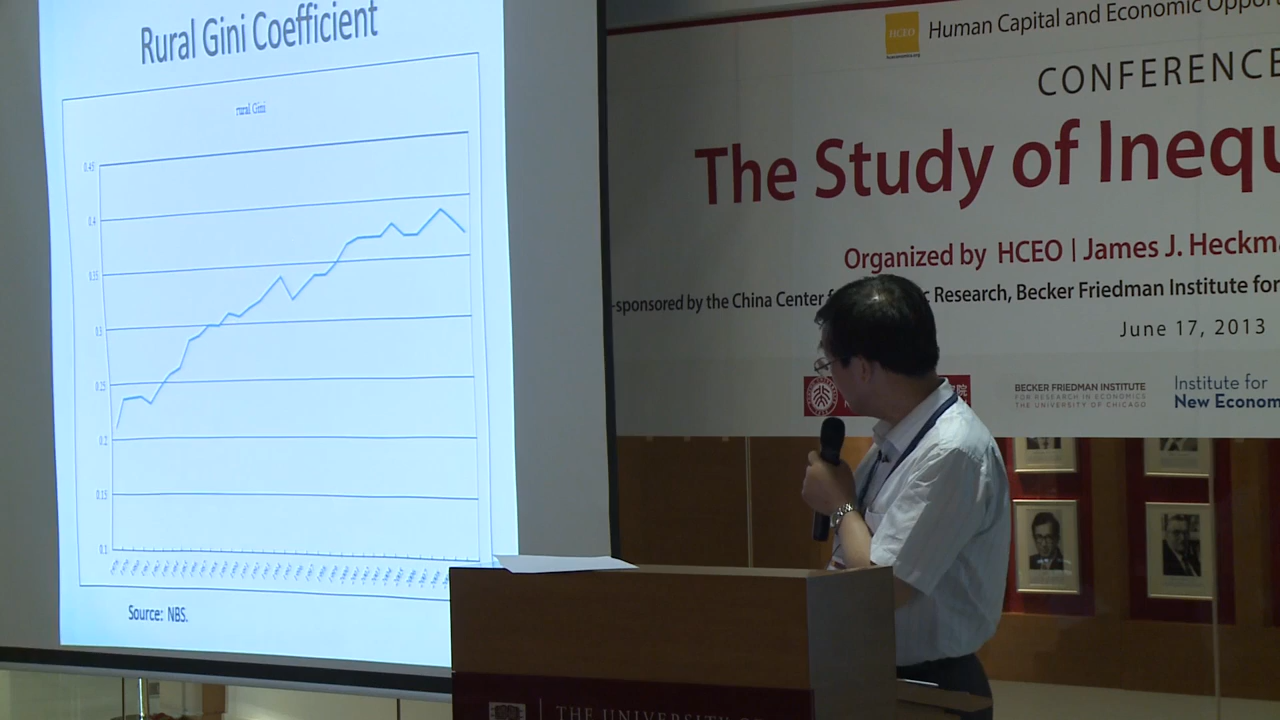 Rural Gini Coefficient
rural Gini
0.45
0.4
0.35
0.3
0.25
0.2
0.15
0.1
Source: NBS.
HCEO
Human Capital and Economic Oppor
CONFERENCE
The Study of Inequ
Organized by HCEO | James J. Heckm
-sponsored by the China Center f c Research, Becker Friedman Institute for
June 17, 2013
BECKER FRIEDMAN INSTITUTE
FOR RESEARCH IN ECONOMICS
THE UNIVERSITY OF CHICAGO
Institute for
New Econom
THE UNIVERSITY OF